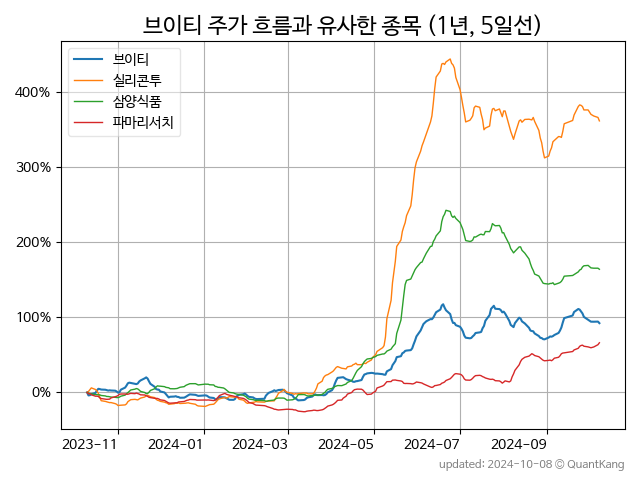 브이티 주가 흐름과 유사한 종목 (1년, 5일선)
브이티
실리콘투
삼양식품
파마리서치
400%
300%
200%
100%
0%
2023-11 2024-01 2024-03 2024-05 2024-07 2024-09
updated: 2024-10-08 © QuantKang